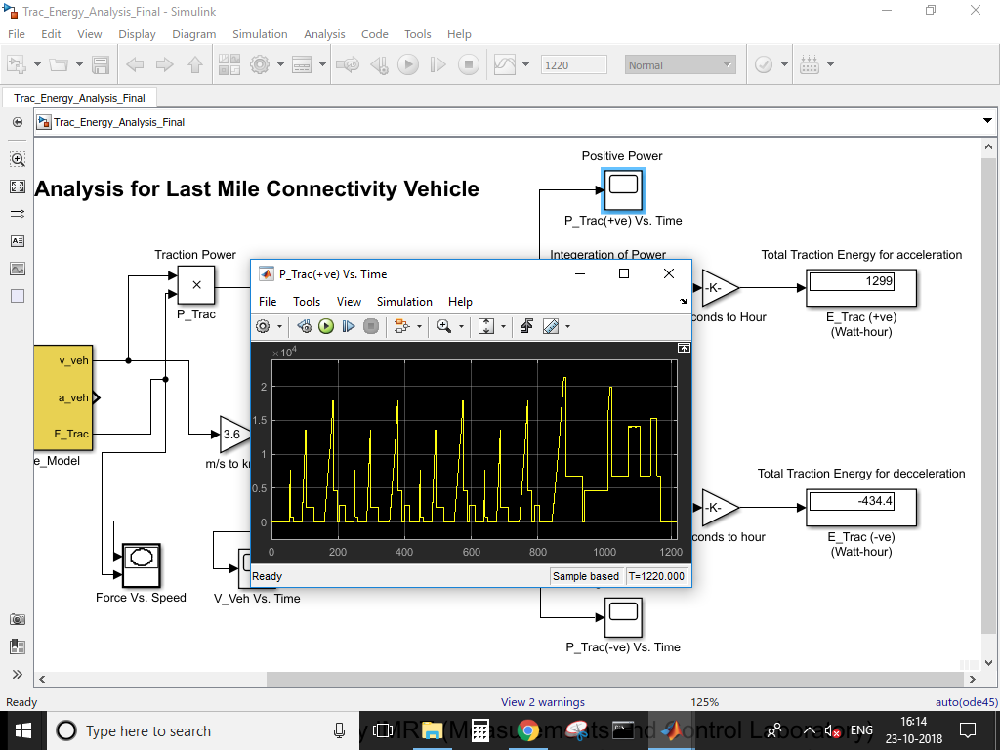 Trac_Energy_Analysis_Final - Simulink
File Edit View Display Diagram Simulation Analysis Code Tools Help
1220 Normal
Trac_Energy_Analysis_Final
Trac_Energy_Analysis_Final
Positive Power
Analysis for Last Mile Connectivity Vehicle
P_Trac(+ve) Vs. Time
Traction Power
Integeration of Power
Total Traction Energy for acceleration
×
P_Trac
-K-
1299
conds to Hour
E_Trac (+ve)
(Watt-hour)
P_Trac(+ve) Vs. Time
File Tools View Simulation Help
×10^4
2
1.5
1
0.5
0
0 200 400 600 800 1000 1200
Ready Sample based T=1220.000
v_veh
a_veh
F_Trac
e_Model
3.6
m/s to k
Total Traction Energy for decceleration
-K-
-434.4
conds to hour
E_Trac (-ve)
(Watt-hour)
Force Vs. Speed
V_Veh Vs. Time
P_Trac(-ve) Vs. Time
Ready View 2 warnings 125% auto(ode45)
Type here to search
(Measurements and Control Laboratory)
ENG
16:14
23-10-2018